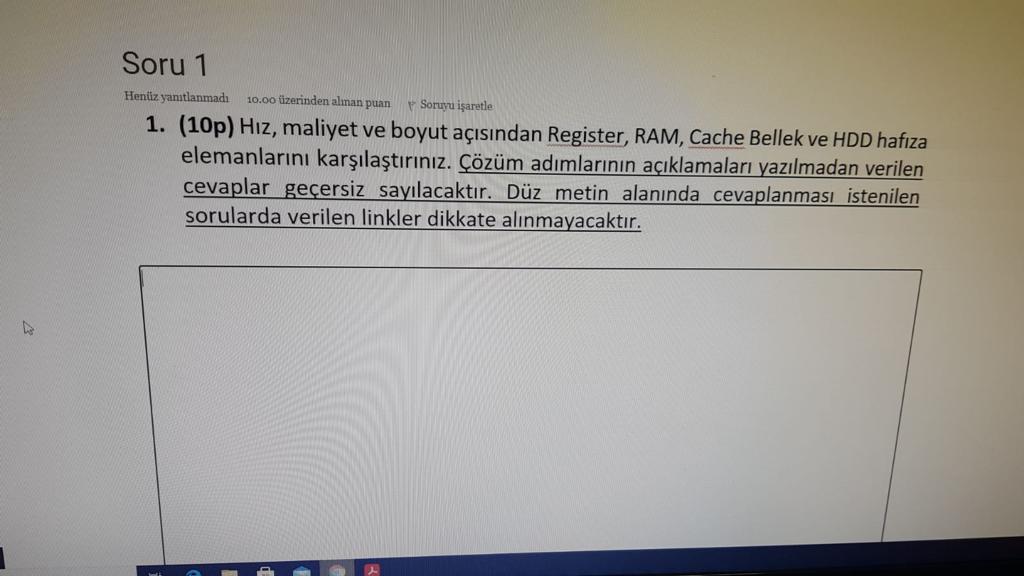 Soru 1
Henüz yanıtlanmadı 10.00 üzerinden alınan puan Soruyu işaretle
1. (10p) Hız, maliyet ve boyut açısından Register, RAM, Cache Bellek ve HDD hafıza
elemanlarını karşılaştırınız. Çözüm adımlarının açıklamaları yazılmadan verilen
cevaplar geçersiz sayılacaktır. Düz metin alanında cevaplanması istenilen
sorularda verilen linkler dikkate alınmayacaktır.